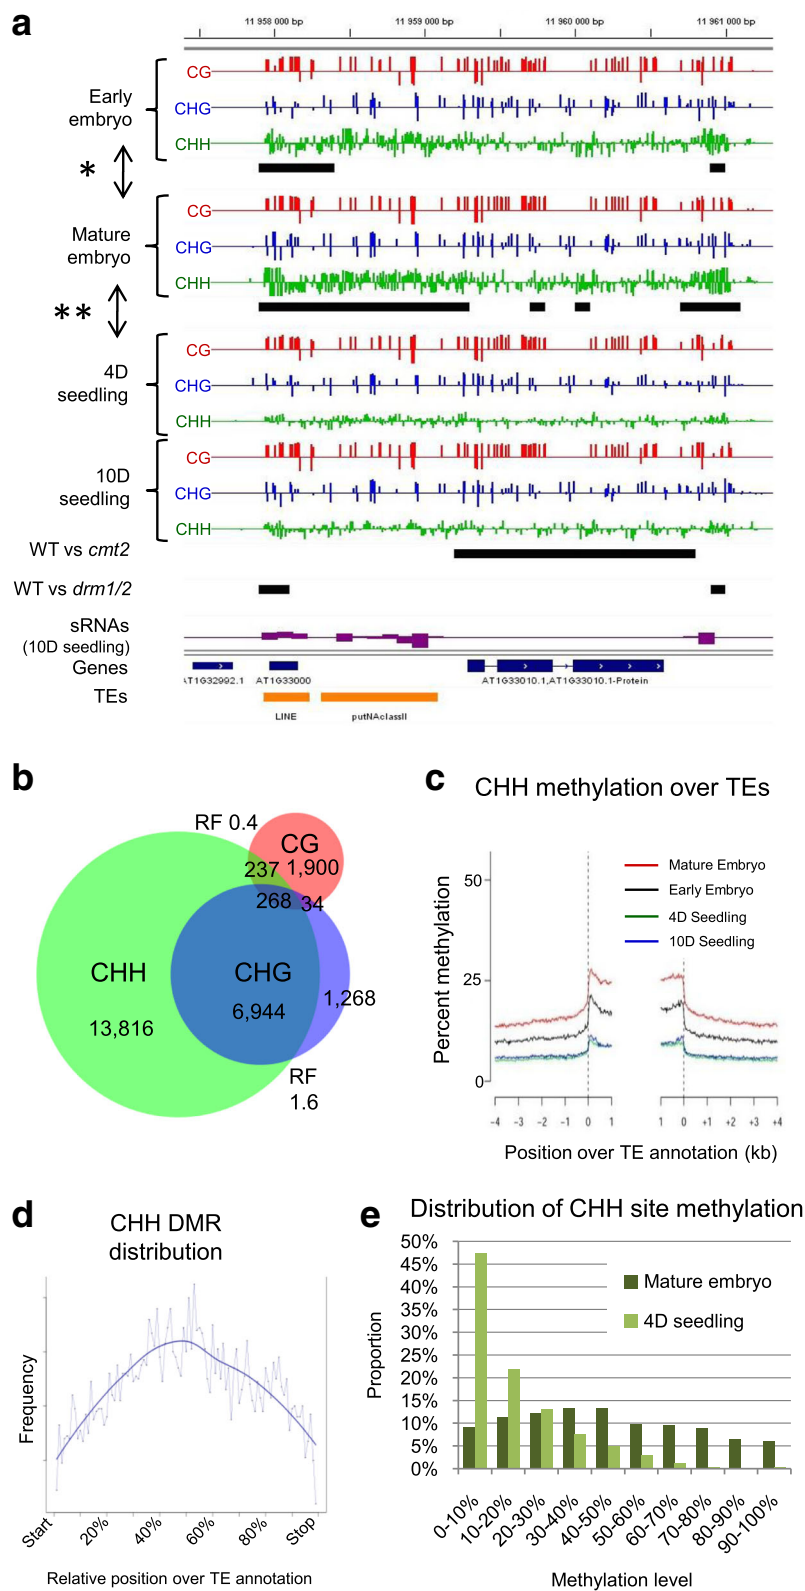 a
11 958 000 bp 11 959 000 bp 11 960 000 bp 11 961 000 bp
Early
embryo
CG
CHG
CHH
*
Mature
embryo
CG
CHG
CHH
**
4D
seedling
CG
CHG
CHH
10D
seedling
CG
CHG
CHH
WT vs cmt2
WT vs drm1/2
sRNAs
(10D seedling)
Genes
AT1G32992.1 AT1G33000 AT1G33010.1,AT1G33010.1-Protein
TEs
LINE putNAclassII
b
RF 0.4
CG
237 1,900
268 34
CHH CHG
13,816 6,944 1,268
RF
1.6
c
CHH methylation over TEs
Percent methylation
50
25
0
Mature Embryo
Early Embryo
4D Seedling
10D Seedling
-4 -3 -2 -1 0 1 1 0 +1 +2 +3 +4
Position over TE annotation (kb)
d
CHH DMR
distribution
Frequency
Start 20% 40% 60% 80% Stop
Relative position over TE annotation
e
Distribution of CHH site methylation
Proportion
50%
45%
40%
35%
30%
25%
20%
15%
10%
5%
0%
Mature embryo
4D seedling
0-10% 10-20% 20-30% 30-40% 40-50% 50-60% 60-70% 70-80% 80-90% 90-100%
Methylation level